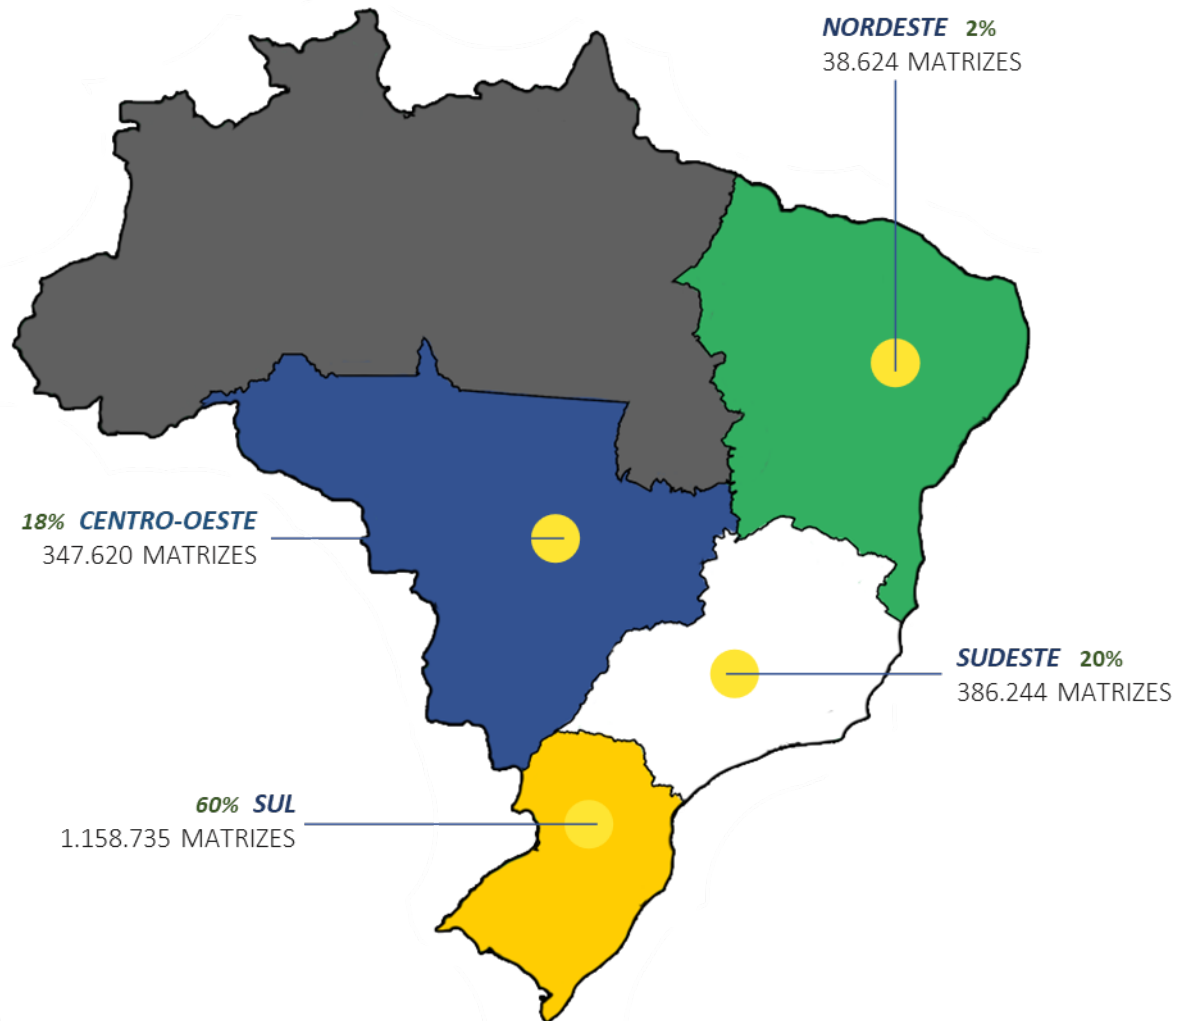 NORDESTE 2%
38.624 MATRIZES
18% CENTRO-OESTE
347.620 MATRIZES
SUDESTE 20%
386.244 MATRIZES
60% SUL
1.158.735 MATRIZES